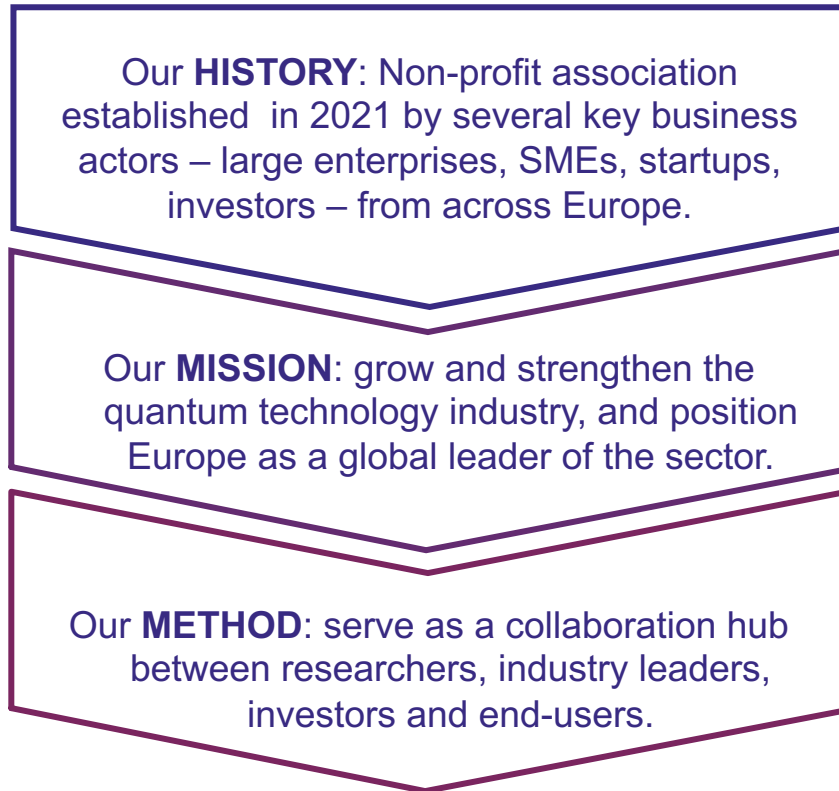 Our HISTORY: Non-profit association
established  in 2021 by several key business
actors – large enterprises, SMEs, startups,
investors – from across Europe.
Our MISSION: grow and strengthen the
quantum technology industry, and position
Europe as a global leader of the sector.
Our METHOD: serve as a collaboration hub
between researchers, industry leaders,
investors and end-users.